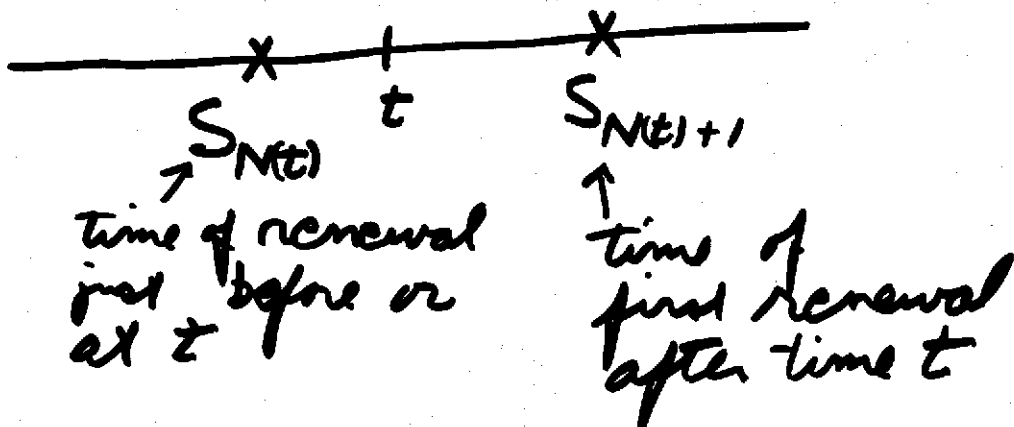 t
S_{N(t)}
S_{N(t)+1}
time of renewal
just before or
at t
time of
first renewal
after time t